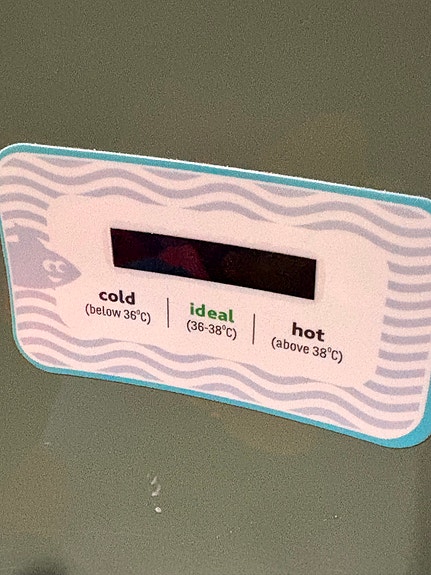 cold
(below 36°C)
ideal
(36-38°C)
hot
(above 38°C)